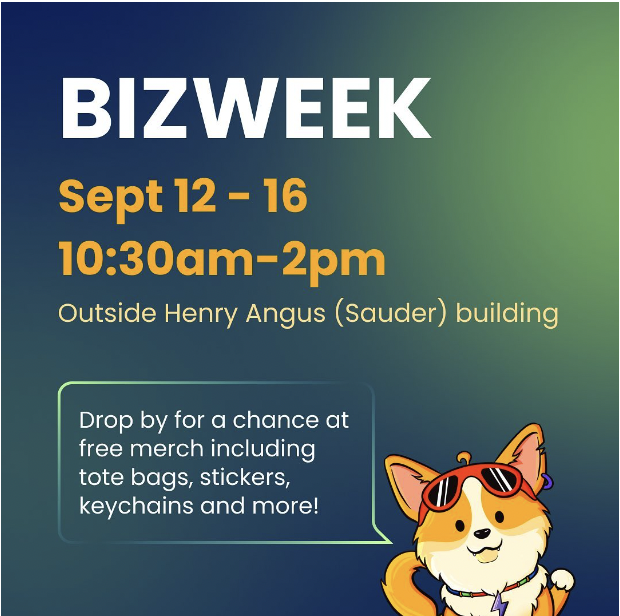 BIZWEEK
Sept 12 - 16
10:30am-2pm
Outside Henry Angus (Sauder) building
Drop by for a chance at
free merch including
tote bags, stickers,
keychains and more!